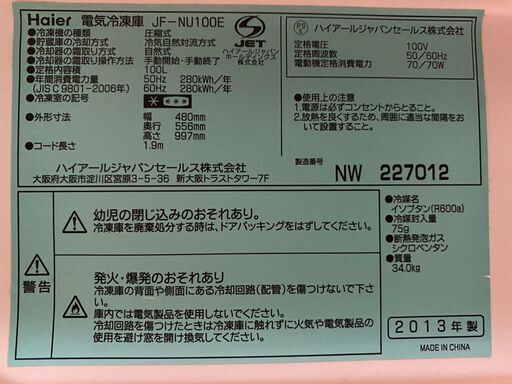 Haier 電気冷凍庫 JF-NU100E
●冷凍機の種類 圧縮式
●貯蔵庫の冷却方式 冷気自然対流方式
●冷却器の霜取り方式 自然式
●冷却器の霜取り操作方法 手動開始・手動終了
●定格内容積 100L
●年間消費電力量 50Hz 280kWh/年
(JIS C 9801-2006年) 60Hz 280kWh/年
●冷凍室の記号
●外形寸法 幅 480mm
奥行 556mm
高さ 997mm
●コード長さ 1.9m
ハイアールジャパンセールス株式会社
大阪府大阪市淀川区宮原3-5-36 新大阪トラストタワー7F
S
JET
ハイアールジャパン
ホールディングス
株式会社
PS
E
ハイアールジャパンセールス株式会社
定格電圧 100V
定格周波数 50/60Hz
電動機定格消費電力 70/70W
●使用上の注意
1.電源は必ずコンセントからとること。
2.放熱を良くするため、周囲に適当な間隔をお
いて設置すること。
製造番号 NW 227012
警告
幼児の閉じ込めのおそれあり。
冷凍庫を廃棄処分する時は、ドアパッキングをはずしてください。
発火・爆発のおそれあり
冷凍庫の背面や側面にある冷却回路(配管)を傷つけないで下さ
い。
庫内では電気製品を使用しないでください。
冷却回路を傷つけたときは冷凍庫に触れずに火気や電気製品の
使用を避け窓を開け換気してください。
●冷媒名
イソブタン(R600a)
●冷媒封入量
75g
●断熱発泡ガス
シクロペンタン
●質量
34.0kg
2013年製
MADE IN CHINA